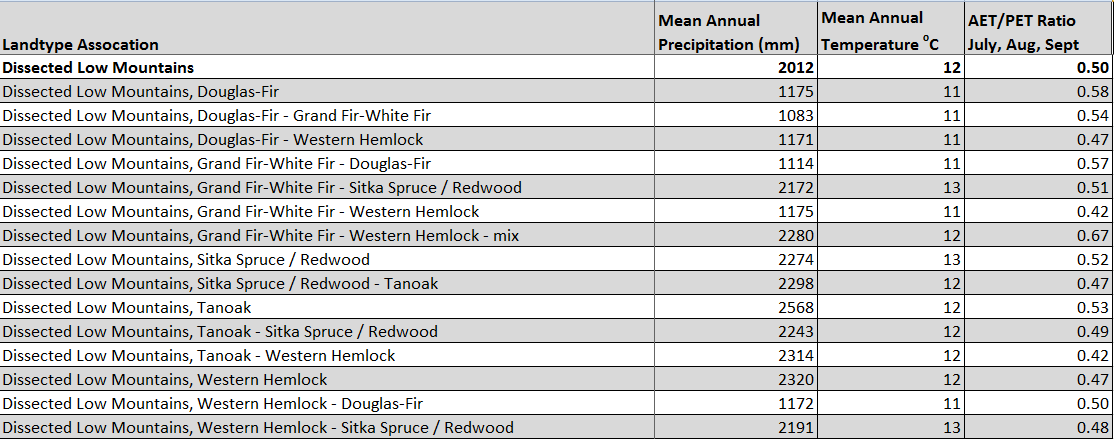 Landtype Assocation Mean Annual Precipitation (mm) Mean Annual Temperature ⁰C AET/PET Ratio July, Aug, Sept
Dissected Low Mountains 2012 12 0.50
Dissected Low Mountains, Douglas-Fir 1175 11 0.58
Dissected Low Mountains, Douglas-Fir - Grand Fir-White Fir 1083 11 0.54
Dissected Low Mountains, Douglas-Fir - Western Hemlock 1171 11 0.47
Dissected Low Mountains, Grand Fir-White Fir - Douglas-Fir 1114 11 0.57
Dissected Low Mountains, Grand Fir-White Fir - Sitka Spruce / Redwood 2172 13 0.51
Dissected Low Mountains, Grand Fir-White Fir - Western Hemlock 1175 11 0.42
Dissected Low Mountains, Grand Fir-White Fir - Western Hemlock - mix 2280 12 0.67
Dissected Low Mountains, Sitka Spruce / Redwood 2274 13 0.52
Dissected Low Mountains, Sitka Spruce / Redwood - Tanoak 2298 12 0.47
Dissected Low Mountains, Tanoak 2568 12 0.53
Dissected Low Mountains, Tanoak - Sitka Spruce / Redwood 2243 12 0.49
Dissected Low Mountains, Tanoak - Western Hemlock 2314 12 0.42
Dissected Low Mountains, Western Hemlock 2320 12 0.47
Dissected Low Mountains, Western Hemlock - Douglas-Fir 1172 11 0.50
Dissected Low Mountains, Western Hemlock - Sitka Spruce / Redwood 2191 13 0.48